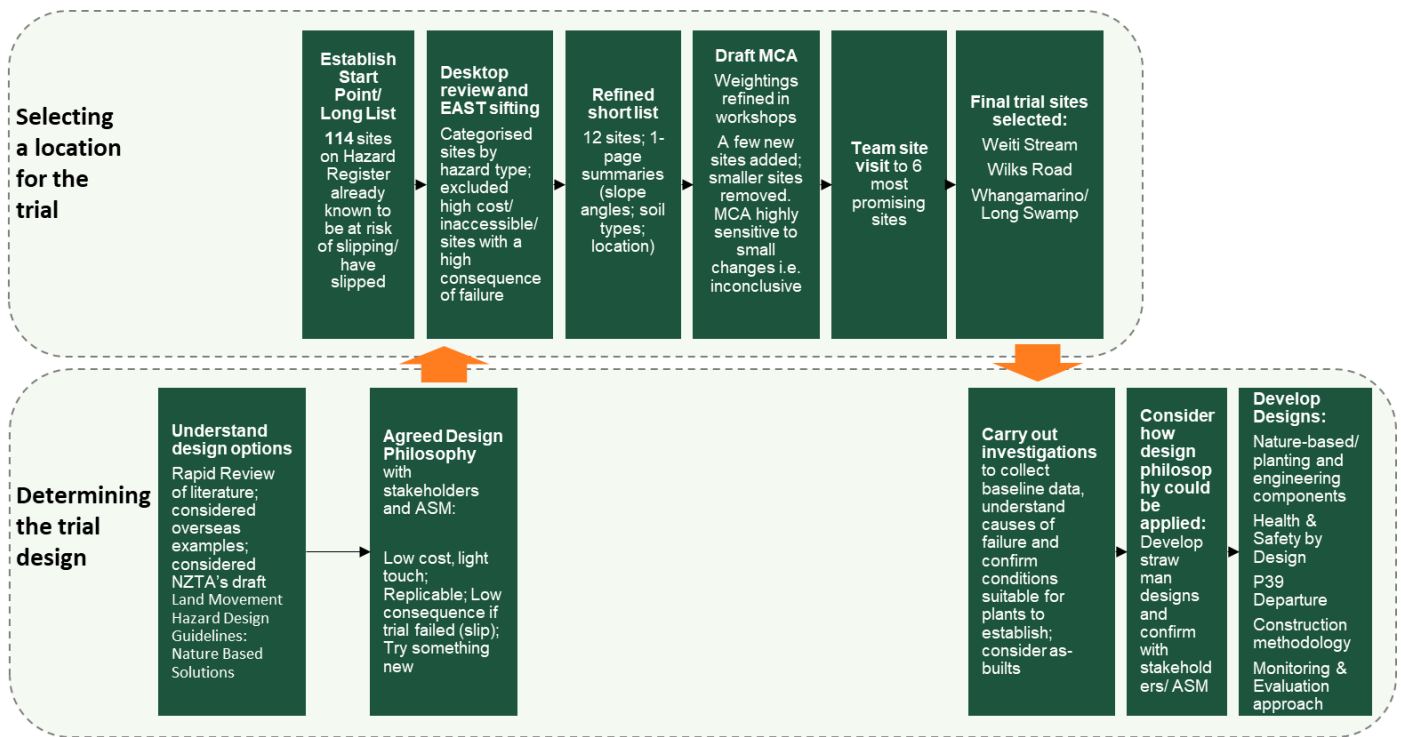 Selecting
a location
for the
trial
Establish
Start
Point/
Long List
114 sites
on Hazard
Register
already
known to
be at risk
of slipping/
have
slipped
Desktop
review and
EAST sifting
Categorised
sites by
hazard type;
excluded
high cost/
inaccessible/
sites with a
high
consequence
of failure
Refined
short list
12 sites; 1-
page
summaries
(slope
angles; soil
types;
location)
Draft MCA
Weightings
refined in
workshops
A few new
sites added;
smaller sites
removed.
MCA highly
sensitive to
small
changes i.e.
inconclusive
Team site
visit to 6
most
promising
sites
Final trial sites
selected:
Weiti Stream
Wilks Road
Whangamarino/
Long Swamp
Determining
the trial
design
Understand
design options
Rapid Review
of literature;
considered
overseas
examples;
considered
NZTA's draft
Land Movement
Hazard Design
Guidelines:
Nature Based
Solutions
Agreed Design
Philosophy
with
stakeholders
and ASM:
Low cost, light
touch;
Replicable; Low
consequence if
trial failed (slip);
Try something
new
Carry out
investigations
to collect
baseline data,
understand
causes of
failure and
confirm
conditions
suitable for
plants to
establish;
consider as-
builts
Consider
how
design
philosop
hy could
be
applied:
Develop
straw
man
designs
and
confirm
with
stakehold
ers/ ASM
Develop
Designs:
Nature-based/
planting and
engineering
components
Health &
Safety by
Design
P39
Departure
Construction
methodology
Monitoring &
Evaluation
approach